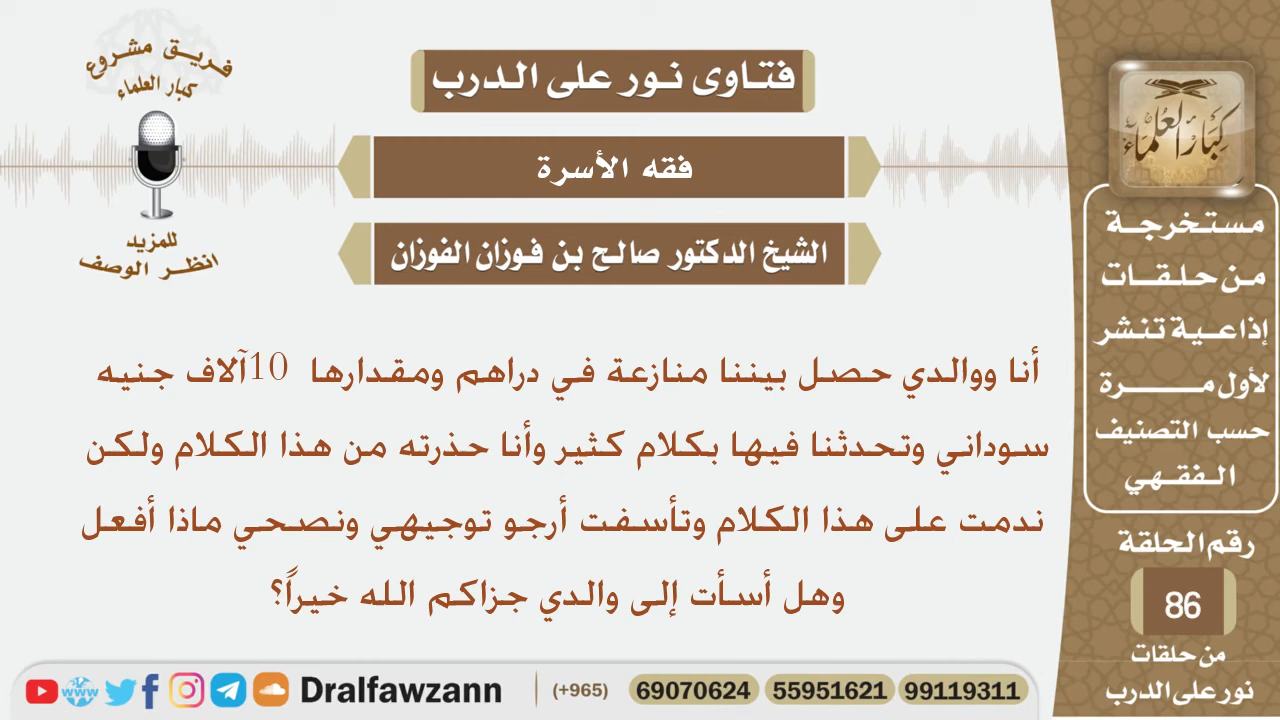 فريق مشروع
كبار العلماء
للمزيد
انظر الوصف
فتاوى نور على الدرب
فقه الأسرة
الشيخ الدكتور صالح بن فوزان الفوزان
أنا ووالدي حصل بيننا منازعة في دراهم ومقدارها 10آلاف جنيه
سوداني وتحدثنا فيها بكلام كثير وأنا حذرته من هذا الكلام ولكن
ندمت على هذا الكلام وتأسفت أرجو توجيهي ونصحي ماذا أفعل
وهل أسأت إلى والدي جزاكم الله خيراً؟
كبار العلماء
مستخرجة
من حلقات
إذاعية تنشر
لأول مرة
حسب التصنيف
الفقهي
رقم الحلقة
86
من حلقات
نور على الدرب
www
Dralfawzann
(+965) 69070624 55951621 99119311